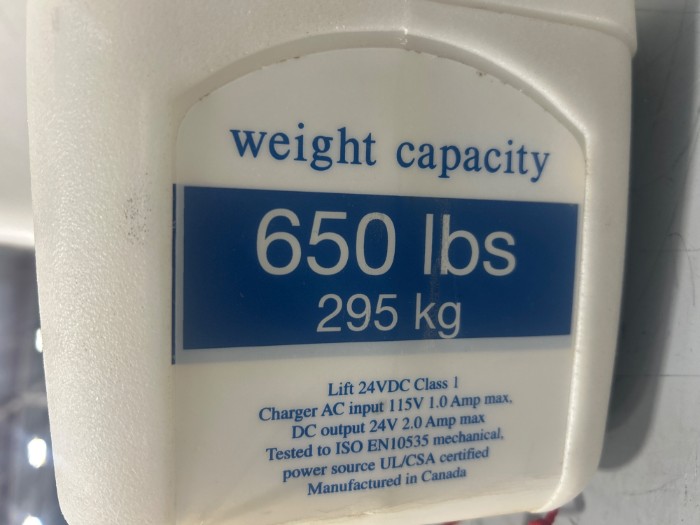 weight capacity
650 lbs
295 kg
Lift 24VDC Class 1
Charger AC input 115V 1.0 Amp max,
DC output 24V 2.0 Amp max
Tested to ISO EN10535 mechanical,
power source UL/CSA certified
Manufactured in Canada